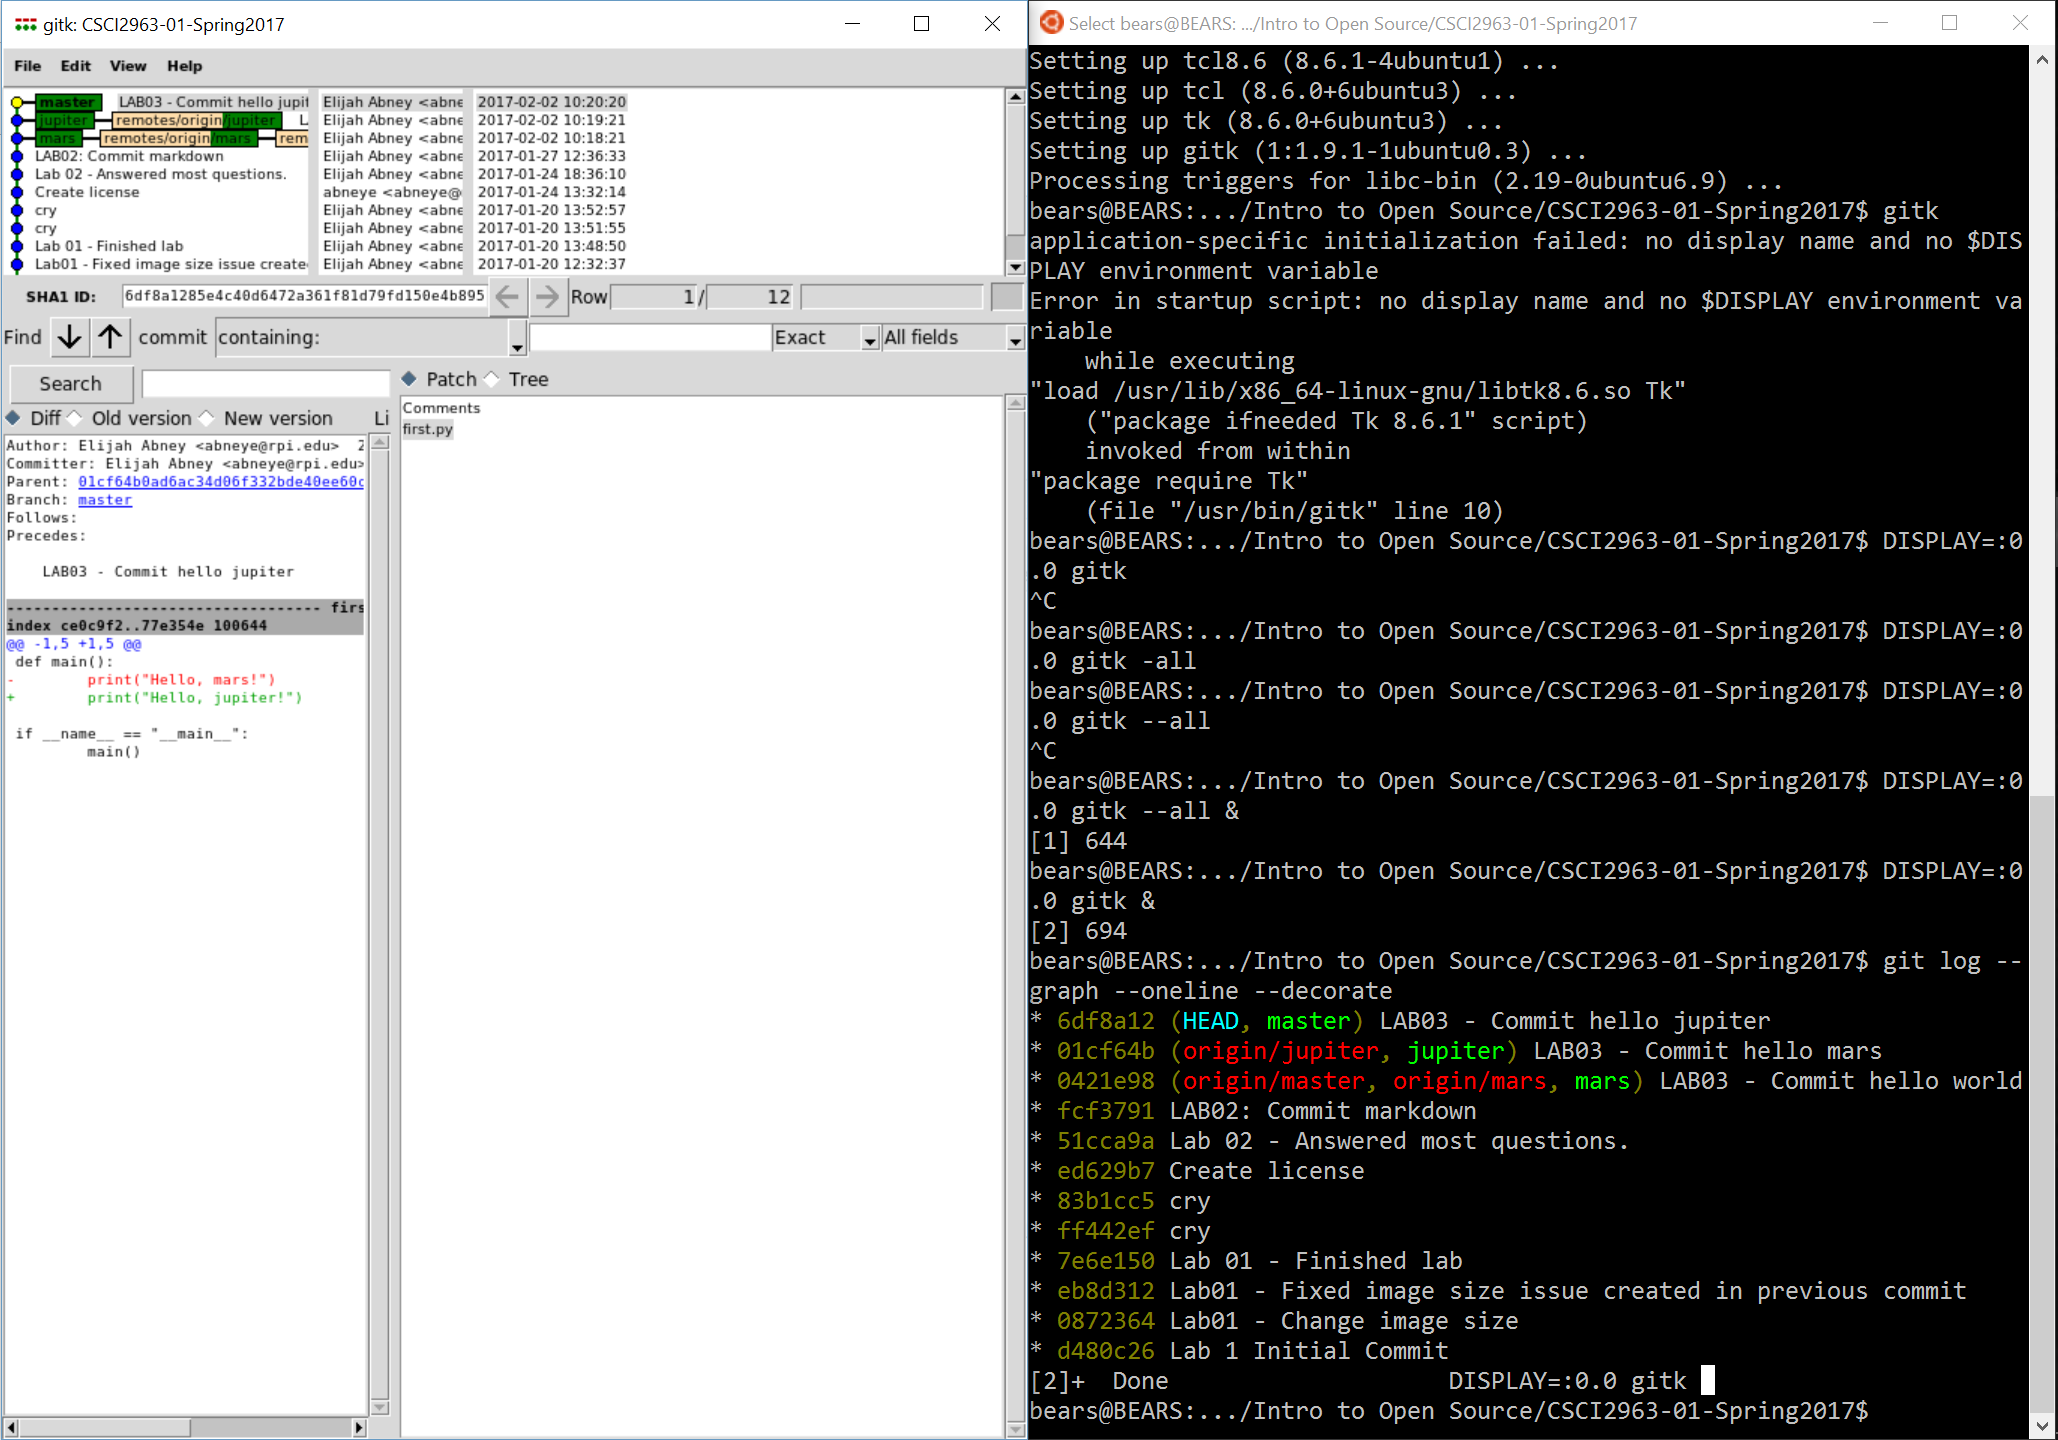 gitk: CSCI2963-01-Spring2017
File Edit View Help
master LAB03 - Commit hello jupit Elijah Abney <abne 2017-02-02 10:20:20
jupiter remotes/origin/jupiter L Elijah Abney <abne 2017-02-02 10:19:21
mars remotes/origin/mars rem Elijah Abney <abne 2017-02-02 10:18:21
LAB02: Commit markdown Elijah Abney <abne 2017-01-27 12:36:33
Lab 02 - Answered most questions. Elijah Abney <abne 2017-01-24 18:36:10
Create license abneye <abneye@ 2017-01-24 13:32:14
cry Elijah Abney <abne 2017-01-20 13:52:57
cry Elijah Abney <abne 2017-01-20 13:51:55
Lab 01 - Finished lab Elijah Abney <abne 2017-01-20 13:48:50
Lab01 - Fixed image size issue create Elijah Abney <abne 2017-01-20 12:32:37
SHA1 ID: 6df8a1285e4c40d6472a361f81d79fd150e4b895 Row 1 / 12
Find commit containing: Exact All fields
Search Patch Tree
Diff Old version New version Li
Comments
first.py
Author: Elijah Abney <abneye@rpi.edu> 2
Committer: Elijah Abney <abneye@rpi.edu>
Parent: 01cf64b0ad6ac34d06f332bde40ee60c
Branch: master
Follows:
Precedes:
LAB03 - Commit hello jupiter
----------------------------------- firs
index ce0c9f2..77e354e 100644
@@ -1,5 +1,5 @@
def main():
- print("Hello, mars!")
+ print("Hello, jupiter!")
if __name__ == "__main__":
main()
Select bears@BEARS: .../Intro to Open Source/CSCI2963-01-Spring2017
Setting up tcl8.6 (8.6.1-4ubuntu1) ...
Setting up tcl (8.6.0+6ubuntu3) ...
Setting up tk (8.6.0+6ubuntu3) ...
Setting up gitk (1:1.9.1-1ubuntu0.3) ...
Processing triggers for libc-bin (2.19-0ubuntu6.9) ...
bears@BEARS:.../Intro to Open Source/CSCI2963-01-Spring2017$ gitk
application-specific initialization failed: no display name and no $DIS
PLAY environment variable
Error in startup script: no display name and no $DISPLAY environment va
riable
while executing
"load /usr/lib/x86_64-linux-gnu/libtk8.6.so Tk"
("package ifneeded Tk 8.6.1" script)
invoked from within
"package require Tk"
(file "/usr/bin/gitk" line 10)
bears@BEARS:.../Intro to Open Source/CSCI2963-01-Spring2017$ DISPLAY=:0
.0 gitk
^C
bears@BEARS:.../Intro to Open Source/CSCI2963-01-Spring2017$ DISPLAY=:0
.0 gitk -all
bears@BEARS:.../Intro to Open Source/CSCI2963-01-Spring2017$ DISPLAY=:0
.0 gitk --all
^C
bears@BEARS:.../Intro to Open Source/CSCI2963-01-Spring2017$ DISPLAY=:0
.0 gitk --all &
[1] 644
bears@BEARS:.../Intro to Open Source/CSCI2963-01-Spring2017$ DISPLAY=:0
.0 gitk &
[2] 694
bears@BEARS:.../Intro to Open Source/CSCI2963-01-Spring2017$ git log --
graph --oneline --decorate
* 6df8a12 (HEAD, master) LAB03 - Commit hello jupiter
* 01cf64b (origin/jupiter, jupiter) LAB03 - Commit hello mars
* 0421e98 (origin/master, origin/mars, mars) LAB03 - Commit hello world
* fcf3791 LAB02: Commit markdown
* 51cca9a Lab 02 - Answered most questions.
* ed629b7 Create license
* 83b1cc5 cry
* ff442ef cry
* 7e6e150 Lab 01 - Finished lab
* eb8d312 Lab01 - Fixed image size issue created in previous commit
* 0872364 Lab01 - Change image size
* d480c26 Lab 1 Initial Commit
[2]+ Done DISPLAY=:0.0 gitk
bears@BEARS:.../Intro to Open Source/CSCI2963-01-Spring2017$